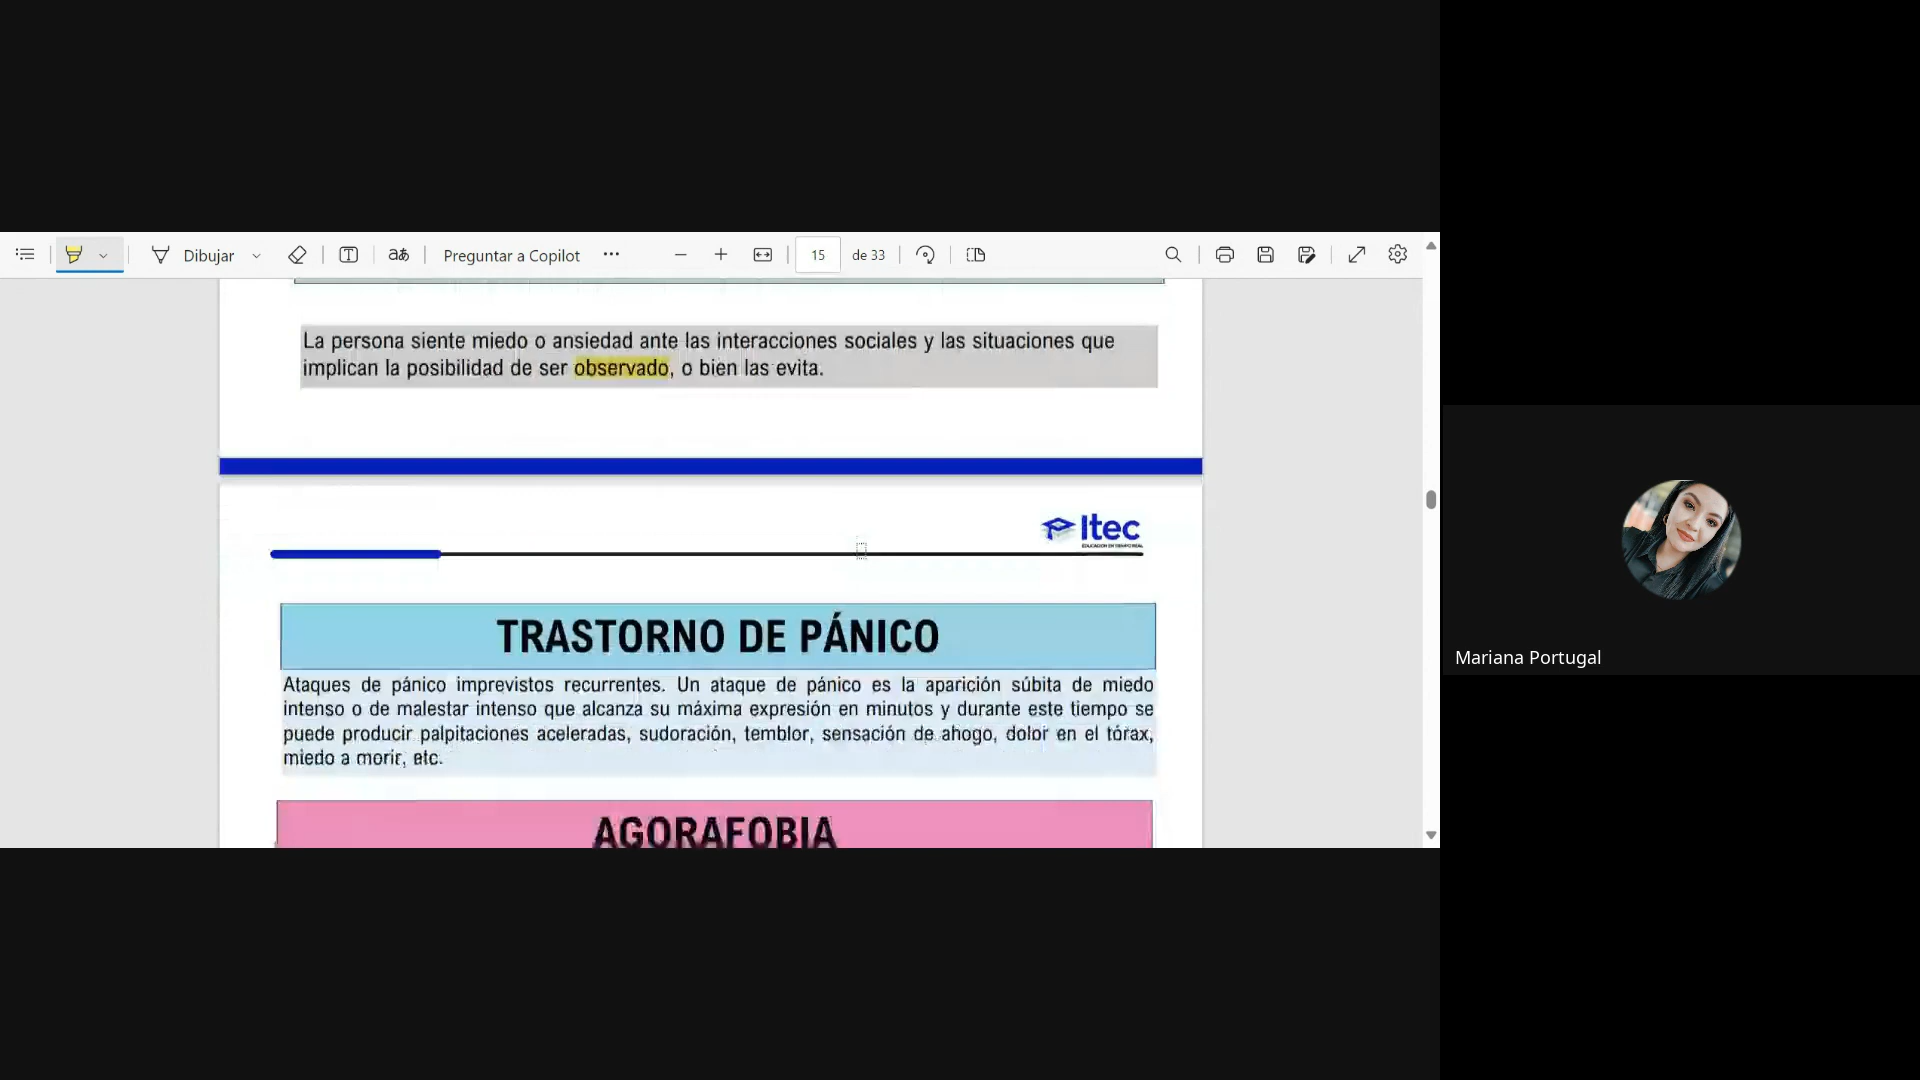 Dibujar
Preguntar a Copilot
15 de 33
La persona siente miedo o ansiedad ante las interacciones sociales y las situaciones que
implican la posibilidad de ser observado, o bien las evita.
Itec
EDUCACIÓN EN TIEMPO REAL
TRASTORNO DE PÁNICO
Ataques de pánico imprevistos recurrentes. Un ataque de pánico es la aparición súbita de miedo
intenso o de malestar intenso que alcanza su máxima expresión en minutos y durante este tiempo se
puede producir palpitaciones aceleradas, sudoración, temblor, sensación de ahogo, dolor en el tórax,
miedo a morir, etc.
AGORAFOBIA
Mariana Portugal